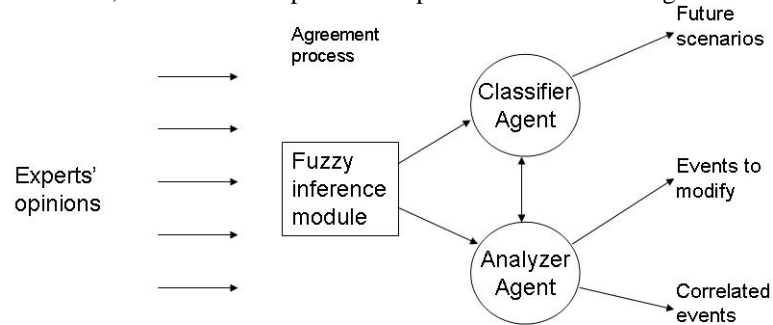 Future
scenarios
Agreement
process
Classifier
Agent
Experts'
opinions
Fuzzy
inference
module
Events to
modify
Analyzer
Agent
Correlated
events